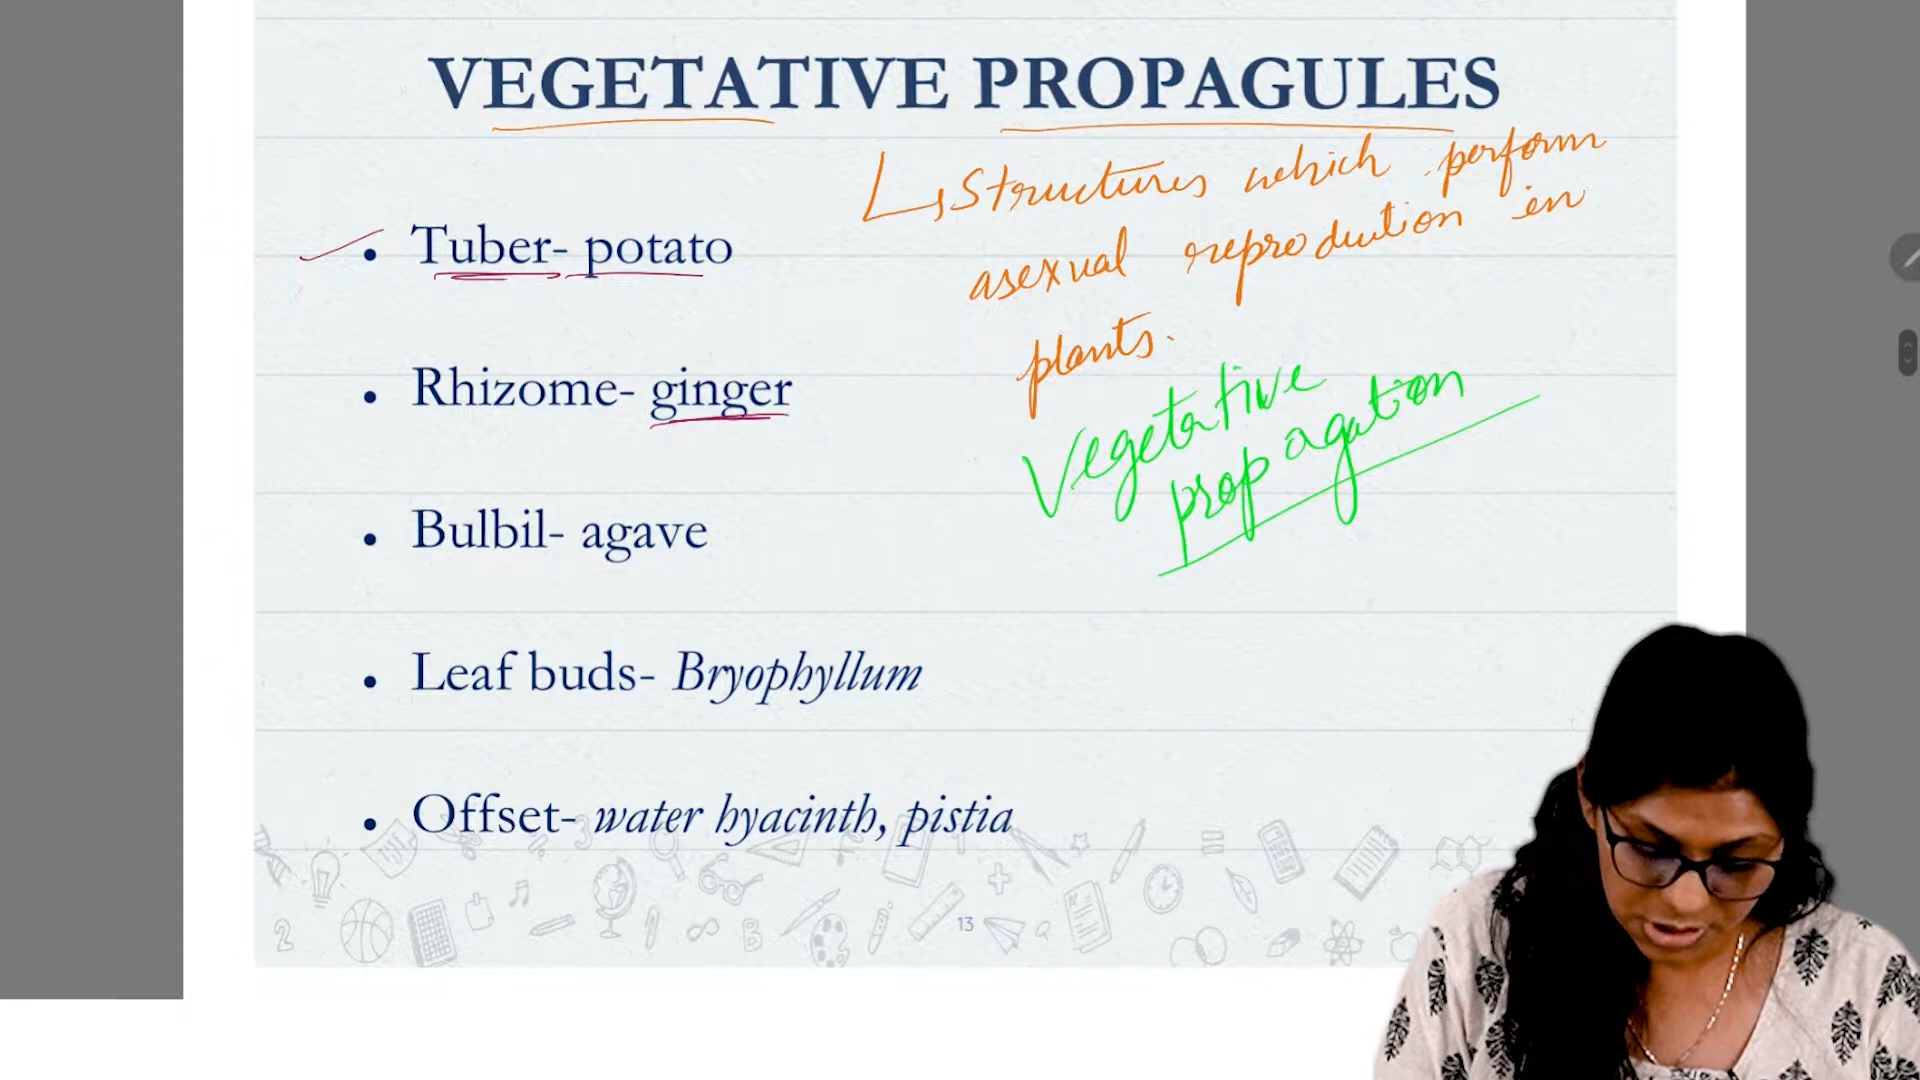 VEGETATIVE PROPAGULES
Structures which perform
asexual reproduction in
plants.
Vegetative
propagation
• Tuber- potato
• Rhizome- ginger
• Bulbil- agave
• Leaf buds- Bryophyllum
• Offset- water hyacinth, pistia
13